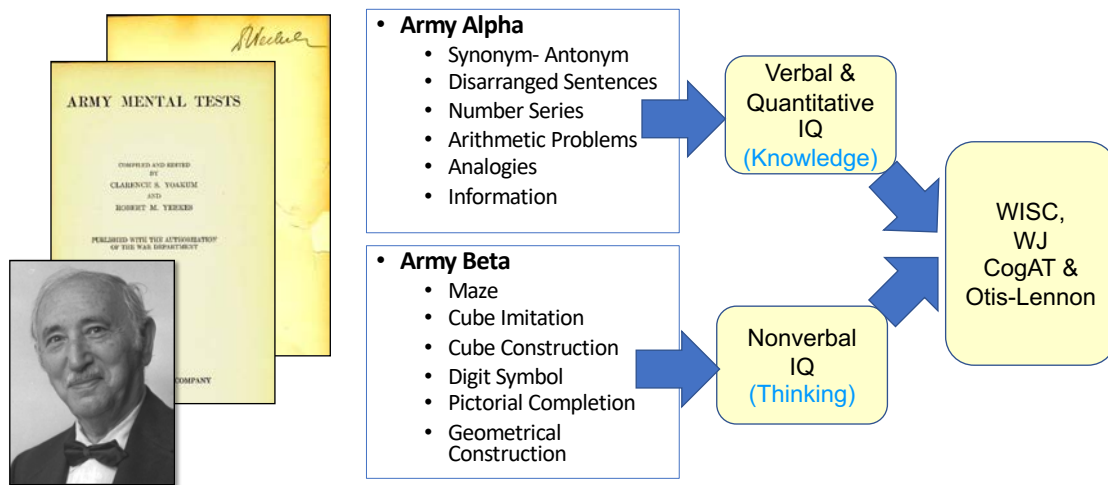 ARMY MENTAL TESTS
COMPILED AND EDITED
BY
CLARENCE S. YOAKUM
AND
ROBERT M. YERKES
PUBLISHED WITH THE AUTHORIZATION
OF THE WAR DEPARTMENT
COMPANY
• Army Alpha
• Synonym- Antonym
• Disarranged Sentences
• Number Series
• Arithmetic Problems
• Analogies
• Information
• Army Beta
• Maze
• Cube Imitation
• Cube Construction
• Digit Symbol
• Pictorial Completion
• Geometrical
Construction
Verbal &
Quantitative
IQ
(Knowledge)
Nonverbal
IQ
(Thinking)
WISC,
WJ
CogAT &
Otis-Lennon